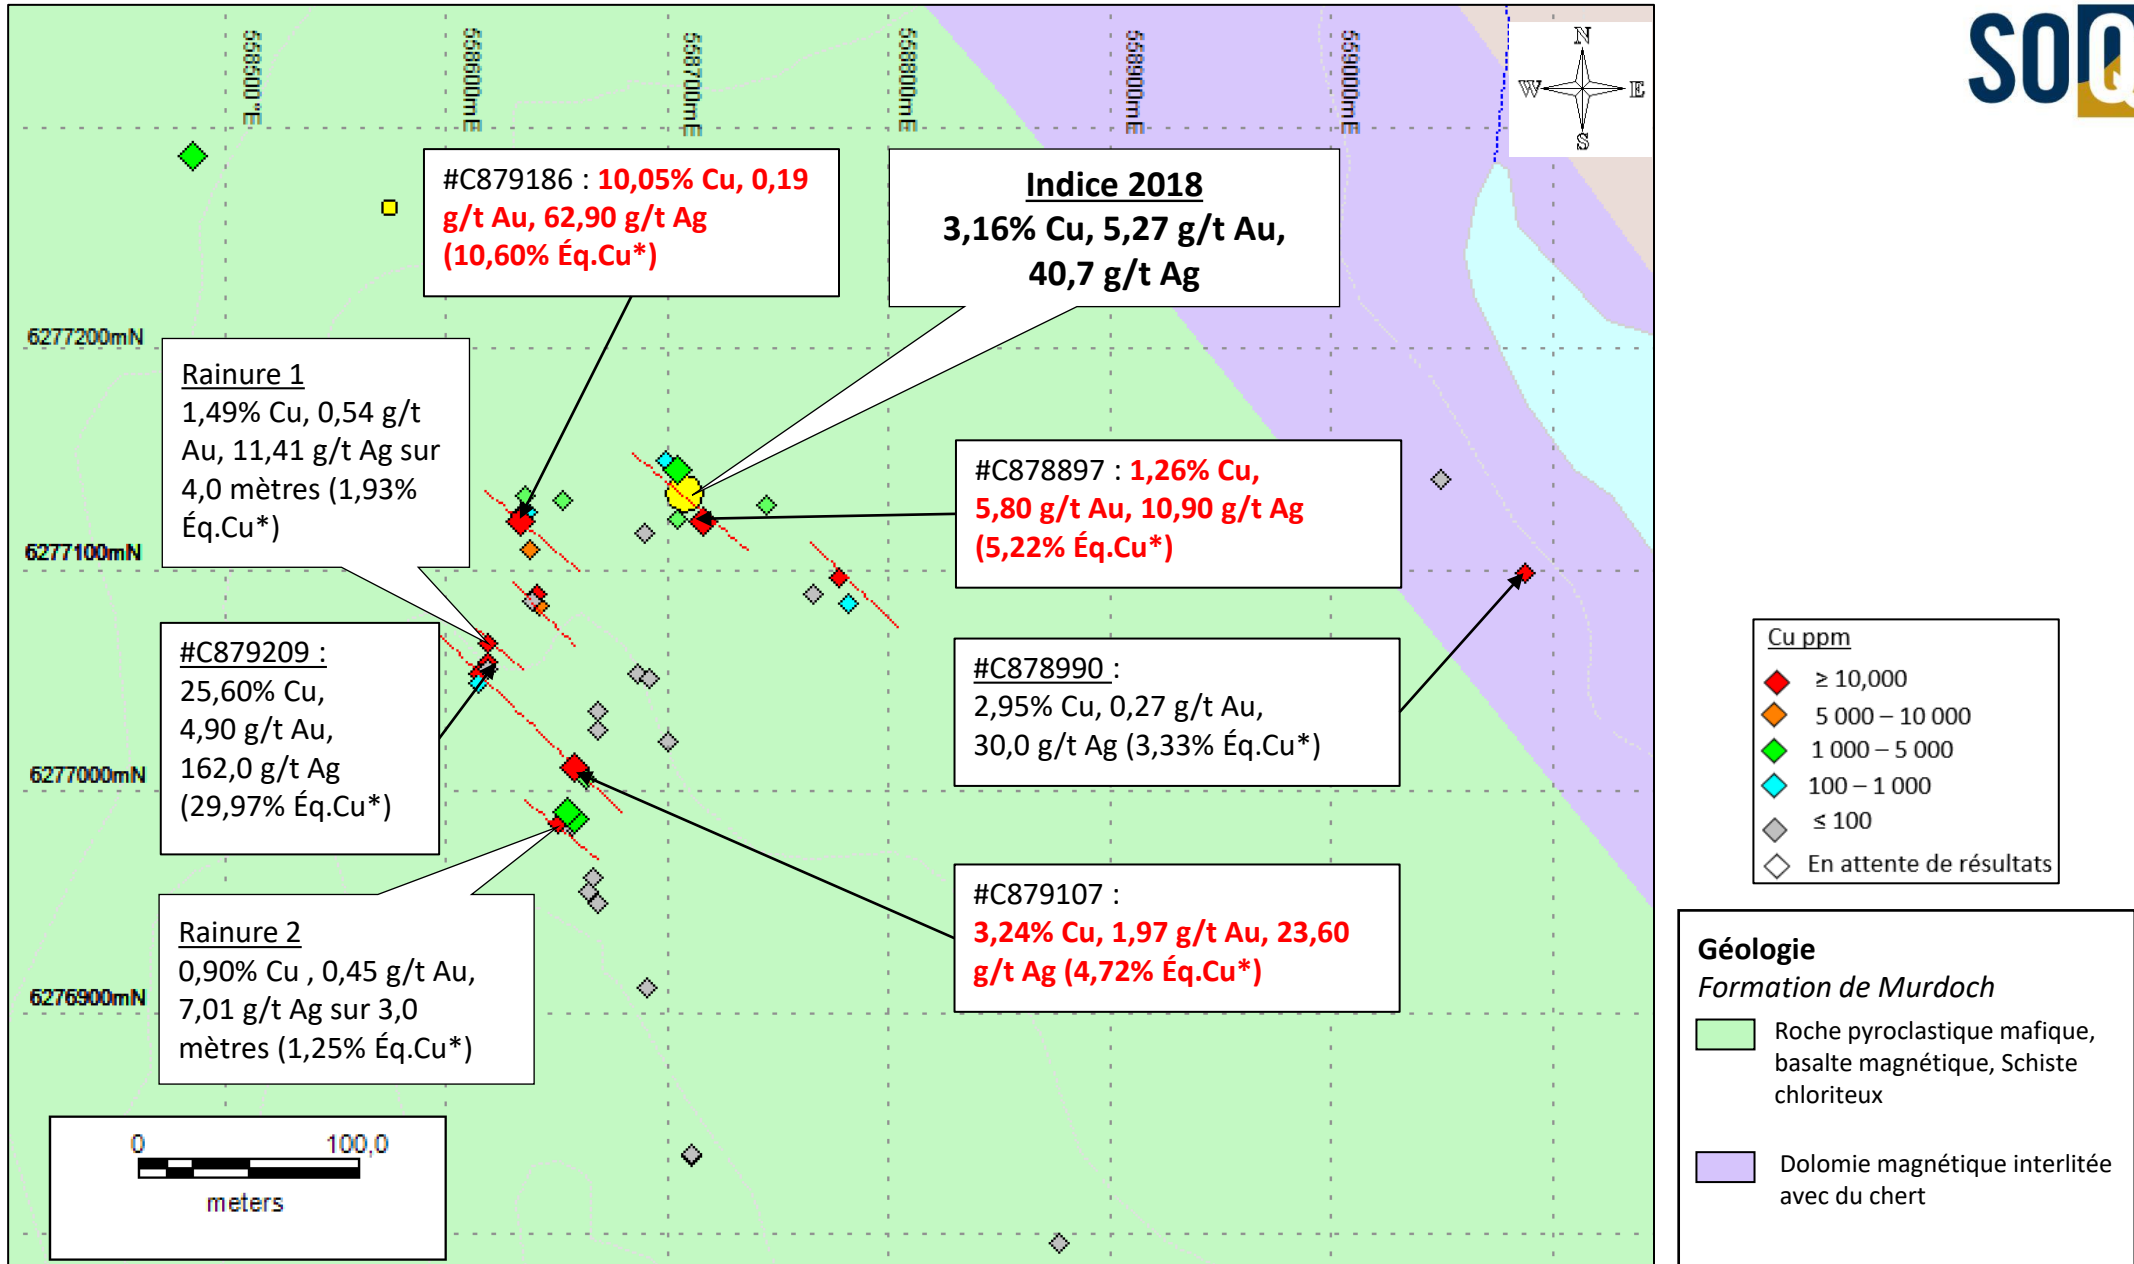 558500°E
558600mE
558700mE
558800mE
558900mE
559000mE
N
W
E
S
SOQ
#C879186 : 10,05% Cu, 0,19
g/t Au, 62,90 g/t Ag
(10,60% Éq.Cu*)
Indice 2018
3,16% Cu, 5,27 g/t Au,
40,7 g/t Ag
6277200mN
Rainure 1
1,49% Cu, 0,54 g/t
Au, 11,41 g/t Ag sur
4,0 mètres (1,93%
Éq.Cu*)
#C878897 : 1,26% Cu,
5,80 g/t Au, 10,90 g/t Ag
(5,22% Éq.Cu*)
6277100mN
#C879209 :
25,60% Cu,
4,90 g/t Au,
162,0 g/t Ag
(29,97% Éq.Cu*)
#C878990 :
2,95% Cu, 0,27 g/t Au,
30,0 g/t Ag (3,33% Éq.Cu*)
6277000mN
#C879107 :
3,24% Cu, 1,97 g/t Au, 23,60
g/t Ag (4,72% Éq.Cu*)
Rainure 2
0,90% Cu , 0,45 g/t Au,
7,01 g/t Ag sur 3,0
mètres (1,25% Éq.Cu*)
6276900mN
0 100,0
meters
Cu ppm
≥ 10,000
5 000 – 10 000
1 000 – 5 000
100 – 1 000
≤ 100
En attente de résultats
Géologie
Formation de Murdoch
Roche pyroclastique mafique,
basalte magnétique, Schiste
chloriteux
Dolomie magnétique interlitée
avec du chert